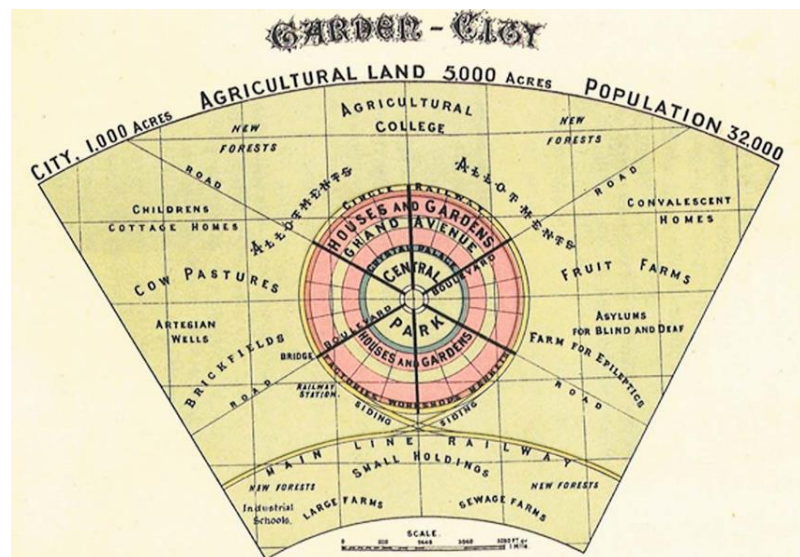 GARDEN - CITY
CITY, 1,000 ACRES AGRICULTURAL LAND 5,000 ACRES POPULATION 32,000
NEW
FORESTS
AGRICULTURAL
COLLEGE
NEW
FORESTS
ROAD
ALLOTMENTS
ALLOTMENTS
ROAD
CHILDRENS
COTTAGE HOMES
CONVALESCENT
HOMES
CIRCLE RAILWAY
HOUSES AND GARDENS
GRAND AVENUE
CRYSTAL PALACE
CENTRAL
PARK
BOULEVARD
BOULEVARD
HOUSES AND GARDENS
FACTORIES WORKSHOPS MARKETS
COW PASTURES
FRUIT FARMS
ARTEGIAN
WELLS
ASYLUMS
FOR BLIND AND DEAF
BRICKFIELDS
FARM FOR EPILEPTICS
BRIDGE
ROAD
RAILWAY
STATION.
ROAD
SIDING
SIDING
MAIN LINE RAILWAY
SMALL HOLDINGS
NEW FORESTS
NEW FORESTS
Industrial
Schools.
LARGE FARMS
SEWAGE FARMS
SCALE.
1 MILE